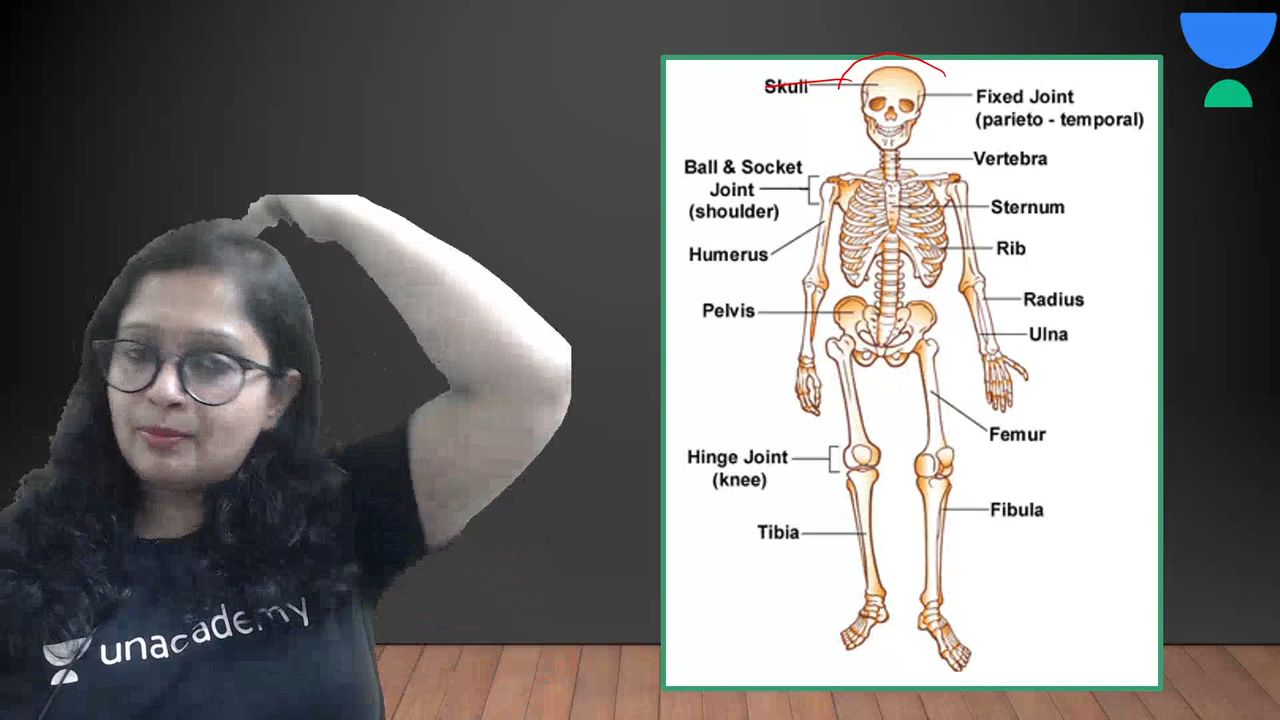 Skull
Fixed Joint
(parieto - temporal)
Vertebra
Ball & Socket
Joint
(shoulder)
Sternum
Humerus
Rib
Pelvis
Radius
Ulna
Femur
Hinge Joint
(knee)
Fibula
Tibia
unacademy